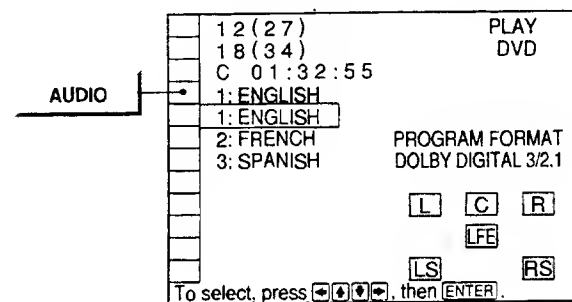 12(27)
18(34)
C 01:32:55
1: ENGLISH
1: ENGLISH
2: FRENCH
3: SPANISH
PLAY
DVD
AUDIO
PROGRAM FORMAT
DOLBY DIGITAL 3/2.1
L C R
LFE
LS RS
To select, press ←↑↓→, then ENTER.